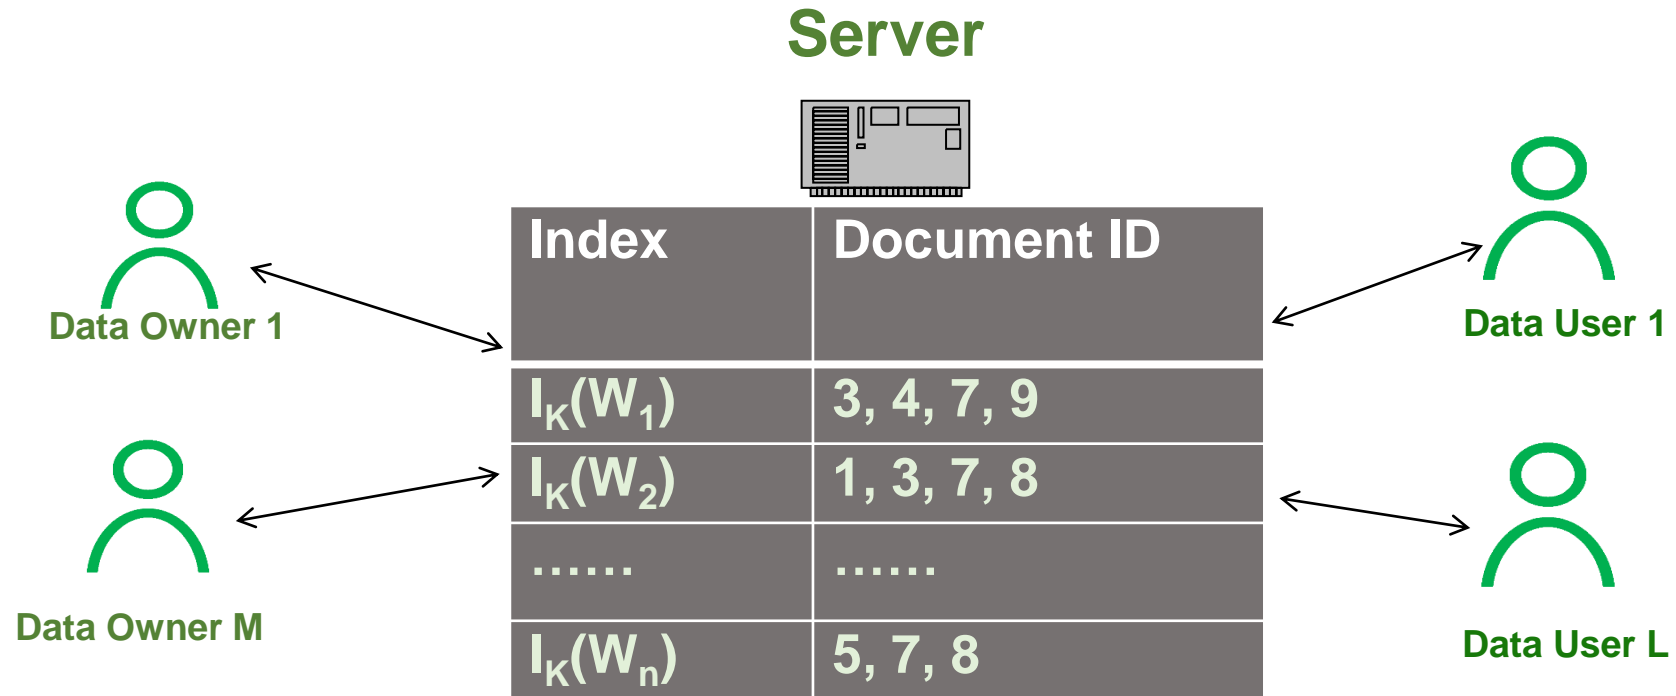 Server
Index Document ID
Data Owner 1
Data User 1
I_K(W_1) 3, 4, 7, 9
I_K(W_2) 1, 3, 7, 8
...... ......
Data Owner M
Data User L
I_K(W_n) 5, 7, 8